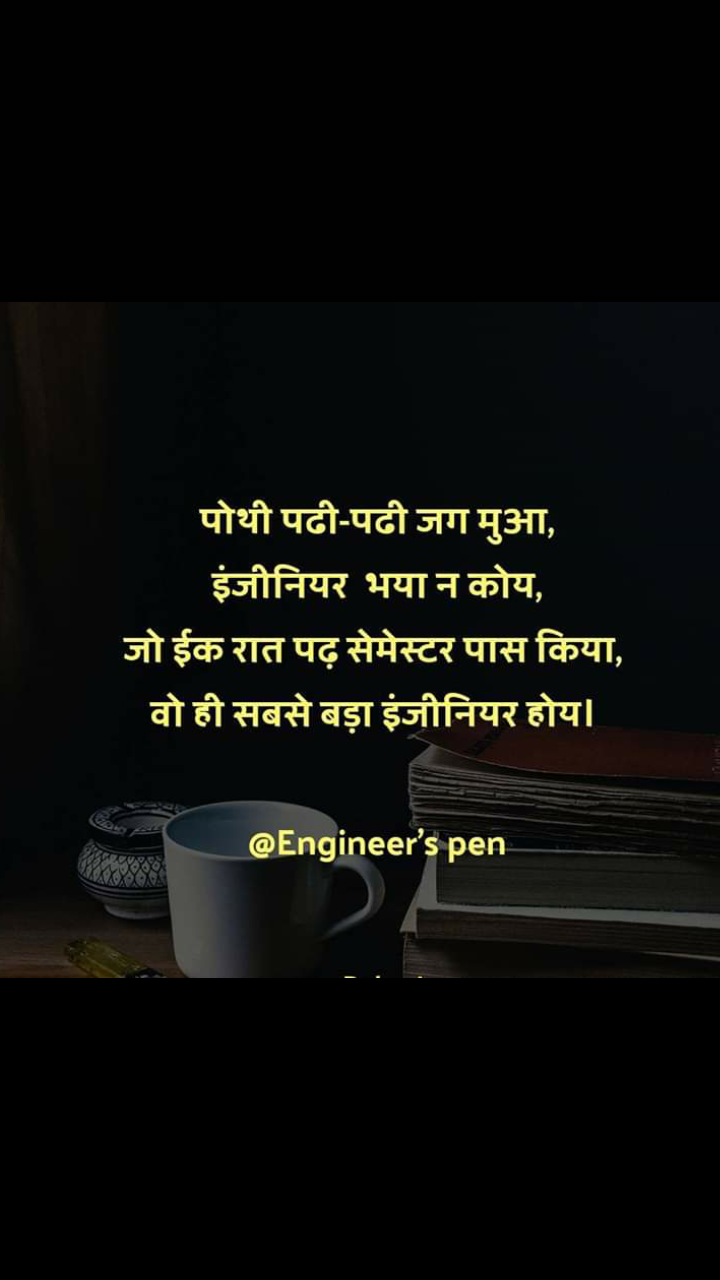 पोथी पढी-पढी जग मुआ,
इंजीनियर भया न कोय,
जो ईक रात पढ़ सेमेस्टर पास किया,
वो ही सबसे बड़ा इंजीनियर होय।
@Engineer’s pen